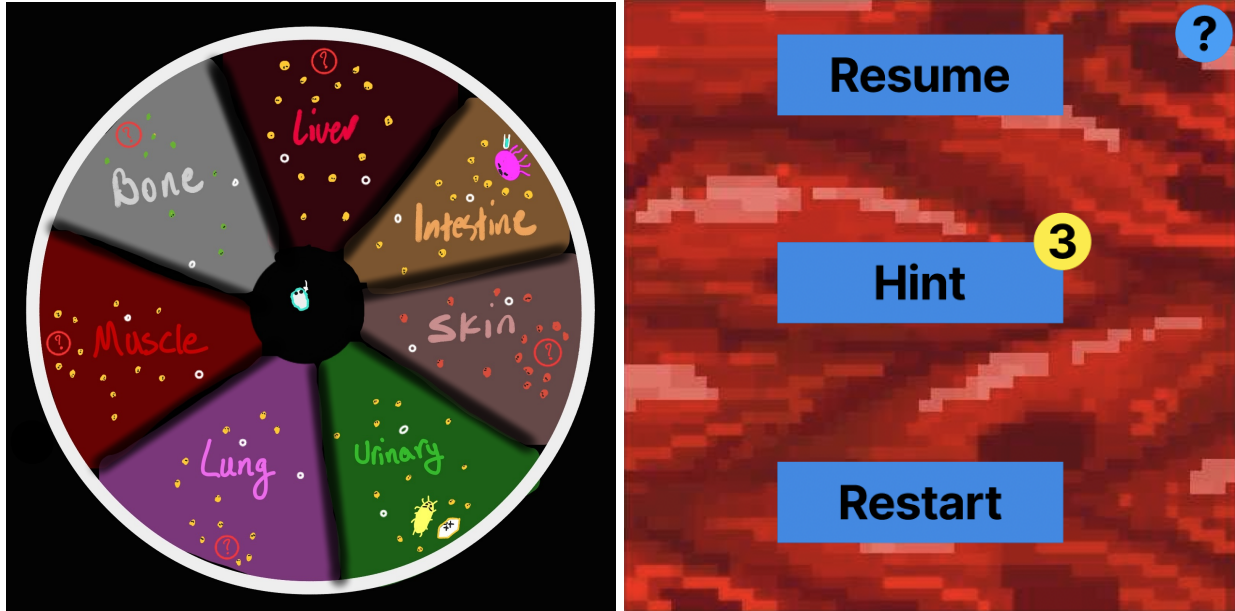 ?
Liver
?
Bone
Intestine
Skin
?
?
Muscle
Urinary
Lung
?
?
Resume
3
Hint
Restart